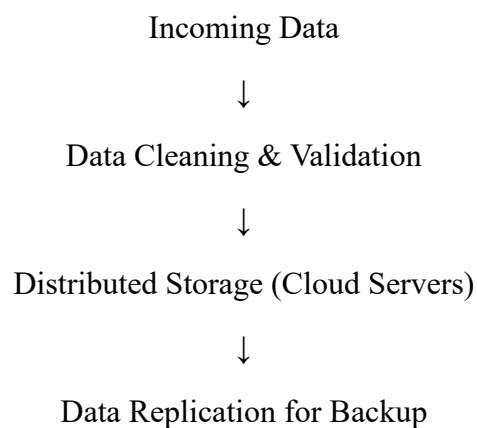 Incoming Data
↓
Data Cleaning & Validation
↓
Distributed Storage (Cloud Servers)
↓
Data Replication for Backup